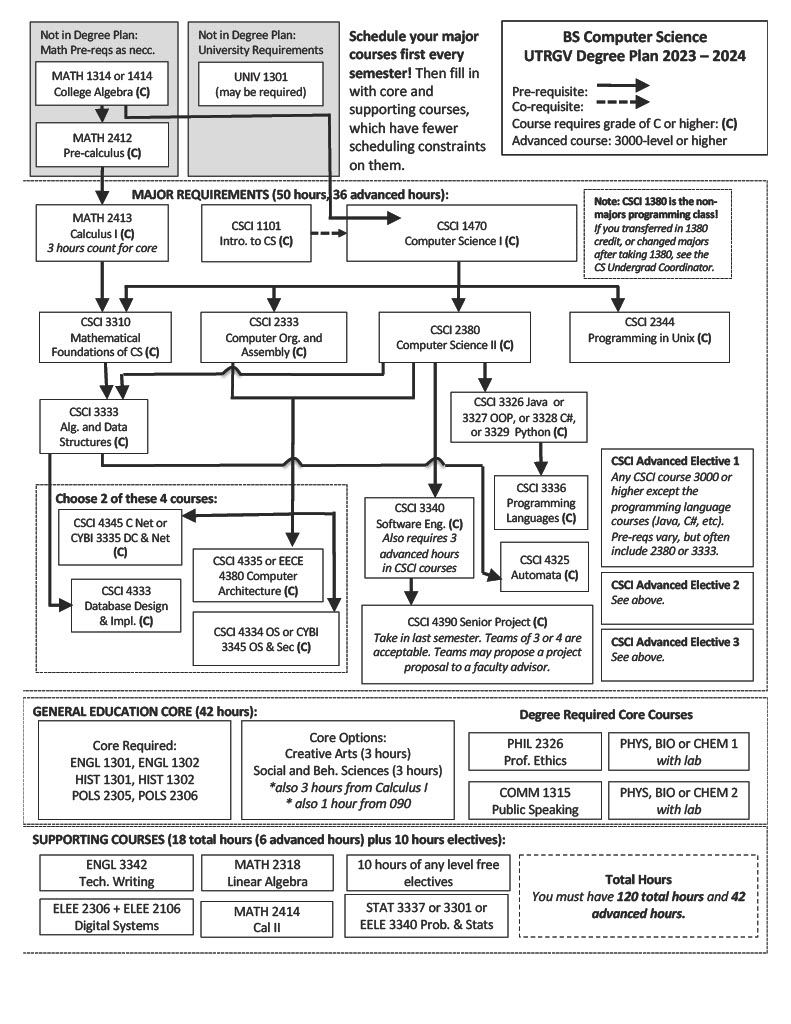 Not in Degree Plan:
Math Pre-reqs as necc.
MATH 1314 or 1414
College Algebra (C)
MATH 2412
Pre-calculus (C)
Not in Degree Plan:
University Requirements
UNIV 1301
(may be required)
Schedule your major
courses first every
semester! Then fill in
with core and
supporting courses,
which have fewer
scheduling constraints
on them.
BS Computer Science
UTRGV Degree Plan 2023 – 2024
Pre-requisite:
Co-requisite:
Course requires grade of C or higher: (C)
Advanced course: 3000-level or higher
MAJOR REQUIREMENTS (50 hours, 36 advanced hours):
MATH 2413
Calculus I (C)
3 hours count for core
CSCI 1101
Intro. to CS (C)
CSCI 1470
Computer Science I (C)
Note: CSCI 1380 is the non-
majors programming class!
If you transferred in 1380
credit, or changed majors
after taking 1380, see the
CS Undergrad Coordinator.
CSCI 3310
Mathematical
Foundations of CS (C)
CSCI 2333
Computer Org. and
Assembly (C)
CSCI 2380
Computer Science II (C)
CSCI 2344
Programming in Unix (C)
CSCI 3333
Alg. and Data
Structures (C)
CSCI 3326 Java or
3327 OOP, or 3328 C#,
or 3329 Python (C)
CSCI 3336
Programming
Languages (C)
CSCI Advanced Elective 1
Any CSCI course 3000 or
higher except the
programming language
courses (Java, C#, etc).
Pre-reqs vary, but often
include 2380 or 3333.
Choose 2 of these 4 courses:
CSCI 4345 C Net or
CYBI 3335 DC & Net
(C)
CSCI 4335 or EECE
4380 Computer
Architecture (C)
CSCI 4333
Database Design
& Impl. (C)
CSCI 4334 OS or CYBI
3345 OS & Sec (C)
CSCI 3340
Software Eng. (C)
Also requires 3
advanced hours
in CSCI courses
CSCI 4325
Automata (C)
CSCI 4390 Senior Project (C)
Take in last semester. Teams of 3 or 4 are
acceptable. Teams may propose a project
proposal to a faculty advisor.
CSCI Advanced Elective 2
See above.
CSCI Advanced Elective 3
See above.
GENERAL EDUCATION CORE (42 hours):
Core Required:
ENGL 1301, ENGL 1302
HIST 1301, HIST 1302
POLS 2305, POLS 2306
Core Options:
Creative Arts (3 hours)
Social and Beh. Sciences (3 hours)
*also 3 hours from Calculus I
* also 1 hour from 090
Degree Required Core Courses
PHIL 2326
Prof. Ethics
PHYS, BIO or CHEM 1
with lab
COMM 1315
Public Speaking
PHYS, BIO or CHEM 2
with lab
SUPPORTING COURSES (18 total hours (6 advanced hours) plus 10 hours electives):
ENGL 3342
Tech. Writing
MATH 2318
Linear Algebra
10 hours of any level free
electives
ELEE 2306 + ELEE 2106
Digital Systems
MATH 2414
Cal II
STAT 3337 or 3301 or
EELE 3340 Prob. & Stats
Total Hours
You must have 120 total hours and 42
advanced hours.